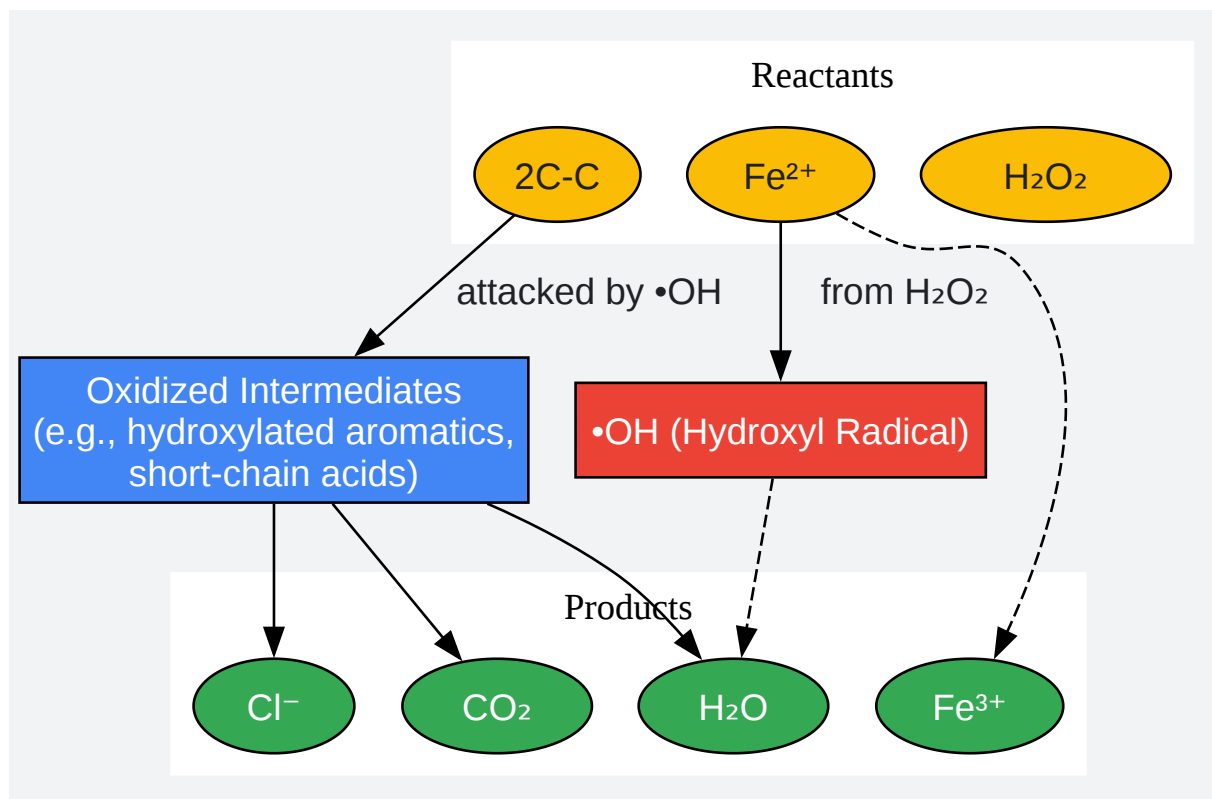 Reactants
2C-C
Fe²⁺
H₂O₂
attacked by •OH
from H₂O₂
Oxidized Intermediates
(e.g., hydroxylated aromatics,
short-chain acids)
•OH (Hydroxyl Radical)
Products
Cl⁻
CO₂
H₂O
Fe³⁺